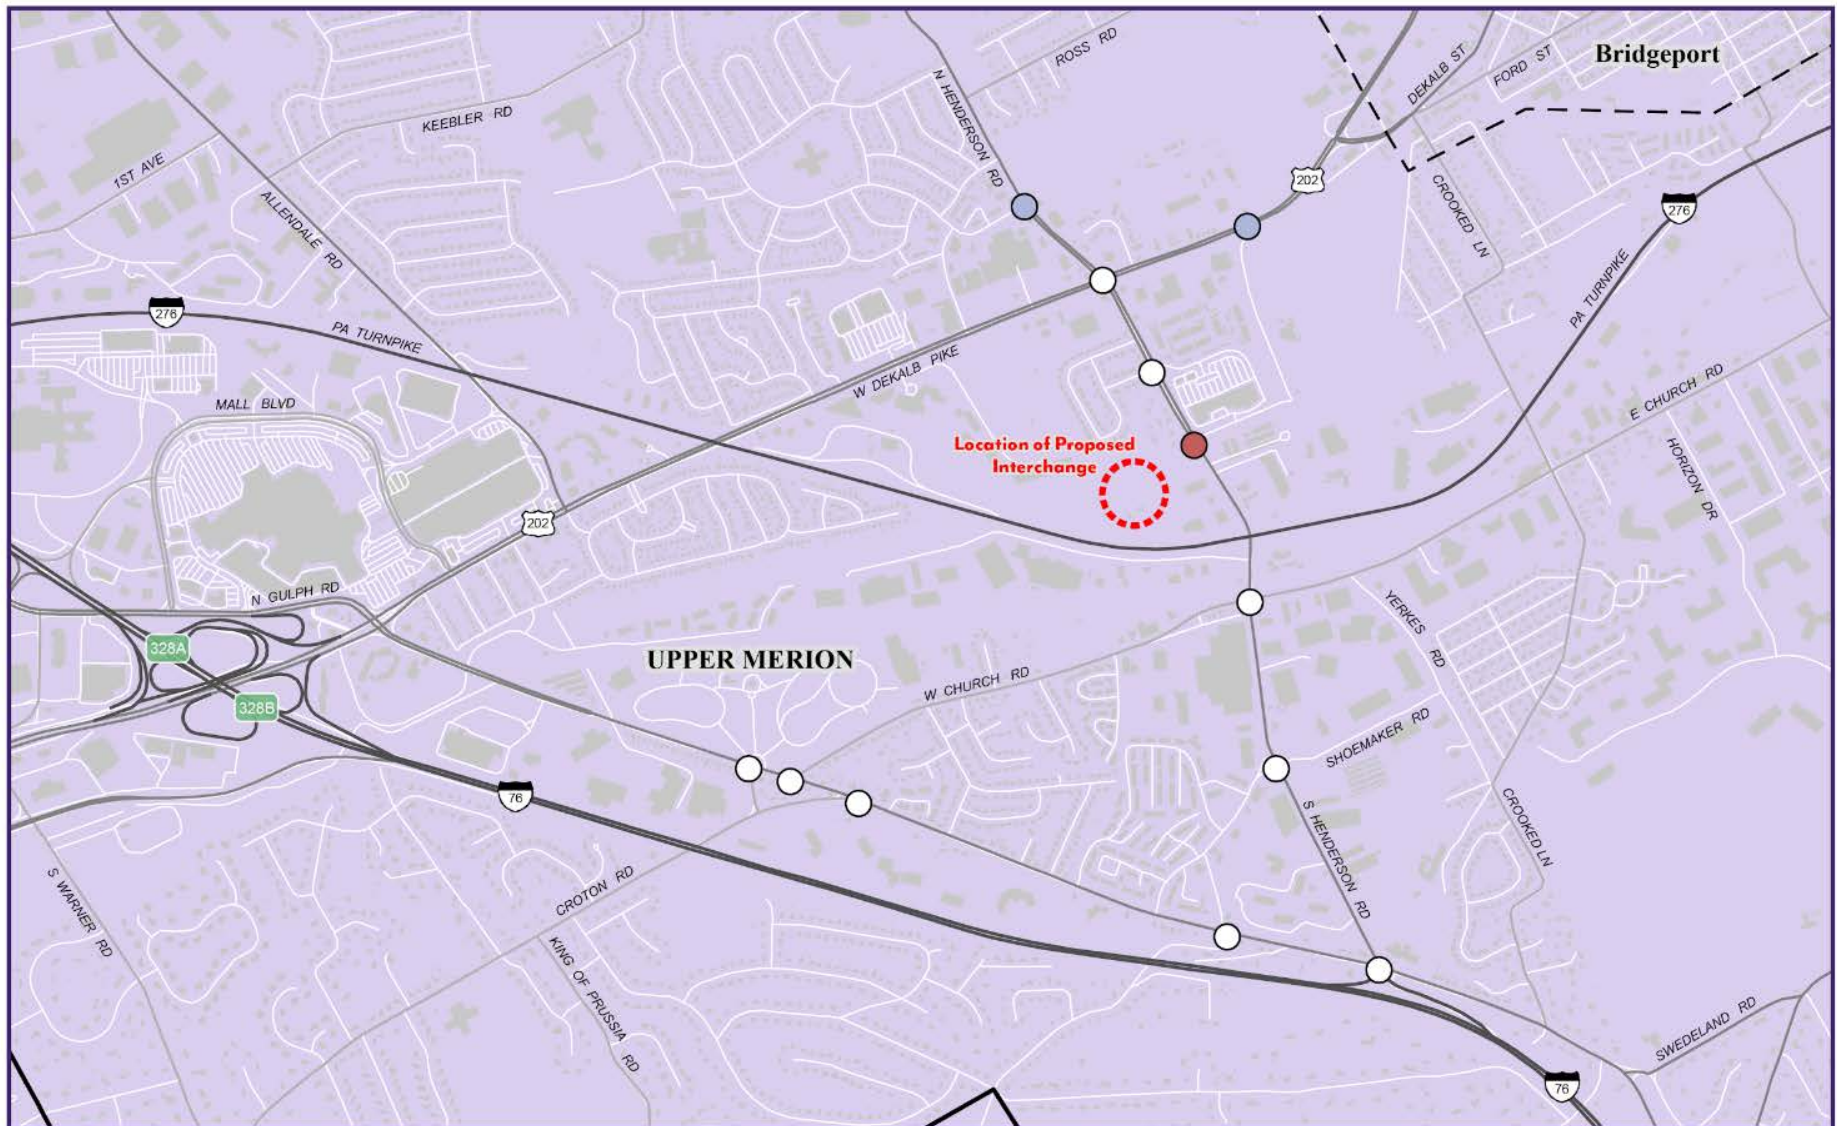 Bridgeport
ROSS RD
DEKALB ST
FORD ST
N HENDERSON RD
KEEBLER RD
1ST AVE
202
CROOKED LN
276
ALLENDALE RD
276
PA TURNPIKE
PA TURNPIKE
W DEKALB PIKE
E CHURCH RD
MALL BLVD
Location of Proposed
Interchange
HORIZON DR
202
N GULPH RD
YERKES RD
328A
UPPER MERION
W CHURCH RD
328B
SHOEMAKER RD
76
S HENDERSON RD
CROOKED LN
S WARNER RD
CROTON RD
KING OF PRUSSIA RD
SWEDELAND RD
76